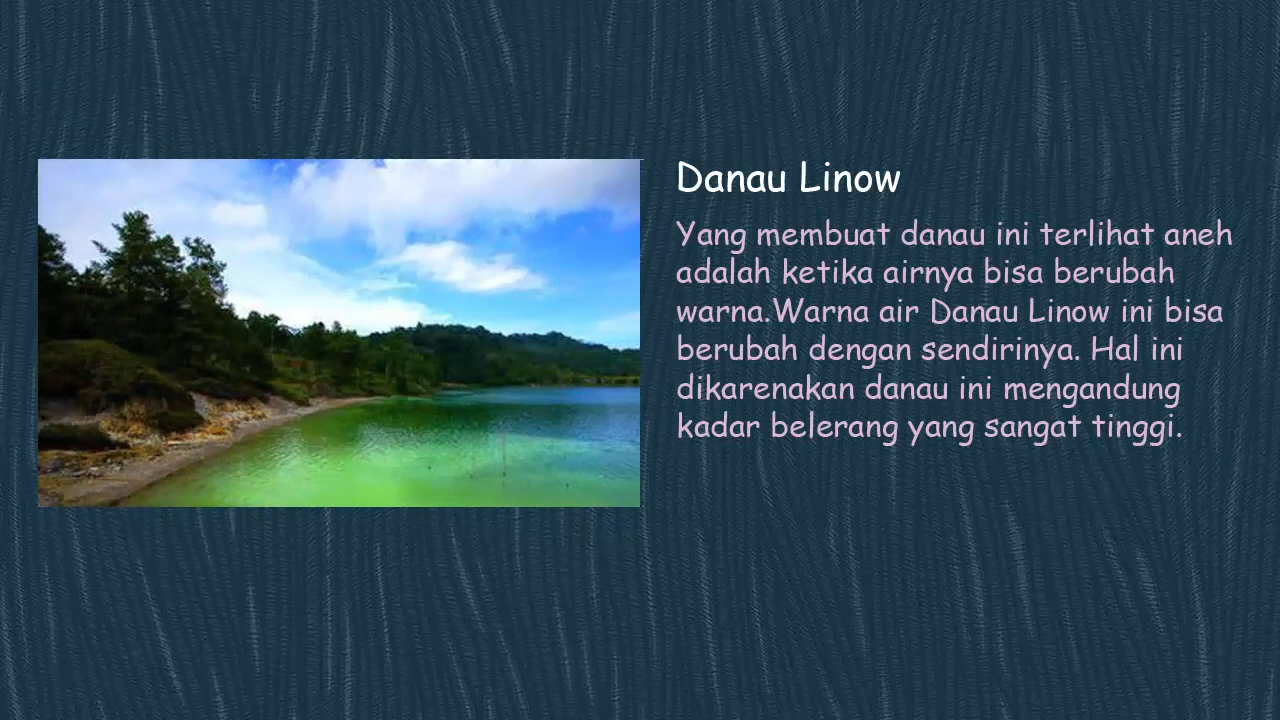 Danau Linow
Yang membuat danau ini terlihat aneh
adalah ketika airnya bisa berubah
warna.Warna air Danau Linow ini bisa
berubah dengan sendirinya. Hal ini
dikarenakan danau ini mengandung
kadar belerang yang sangat tinggi.